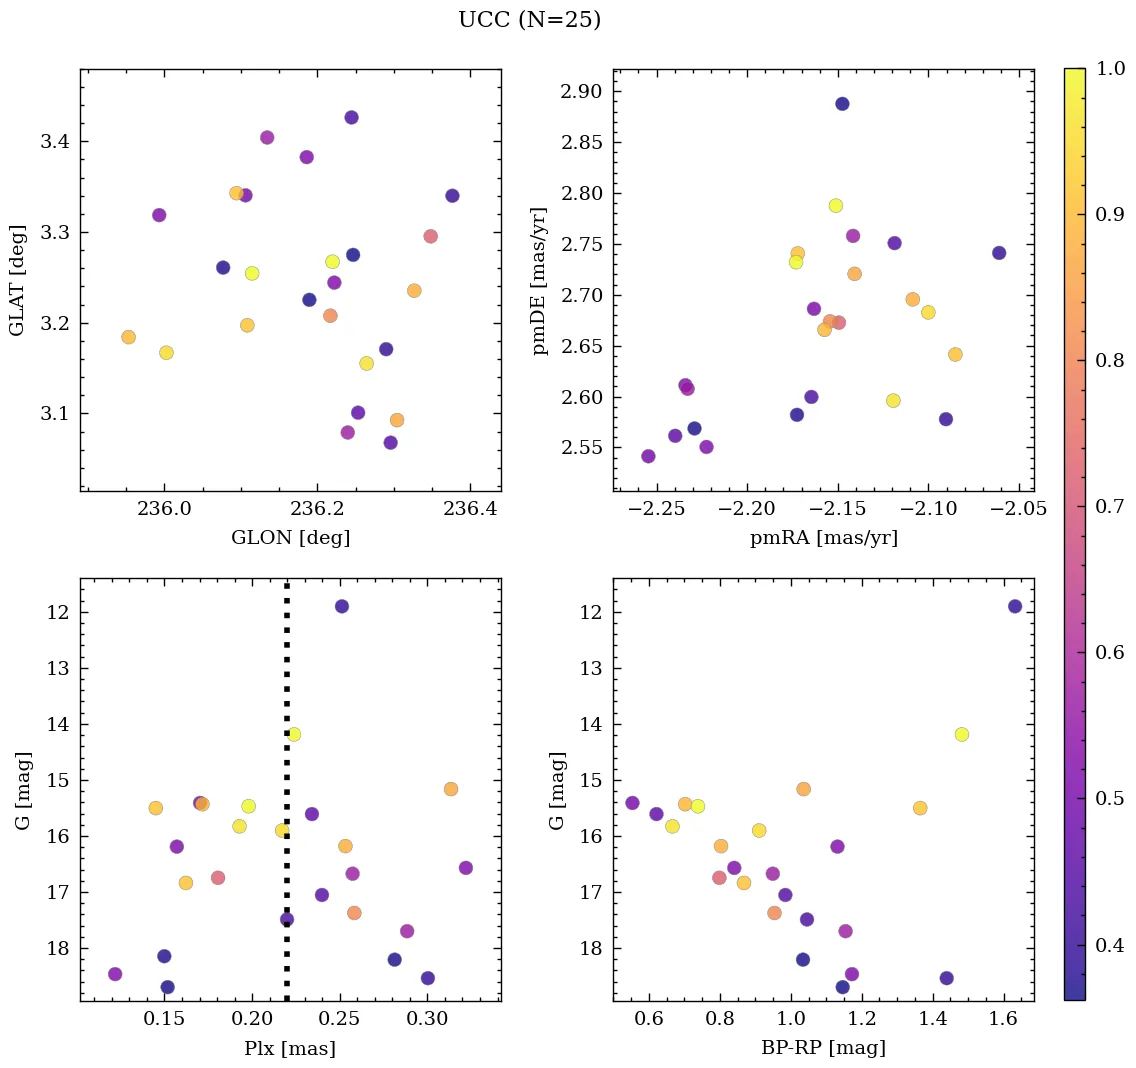 UCC (N=25)
3.4
3.3
3.2
3.1
GLAT [deg]
236.0 236.2 236.4
GLON [deg]
2.90
2.85
2.80
2.75
2.70
2.65
2.60
2.55
pmDE [mas/yr]
−2.25 −2.20 −2.15 −2.10 −2.05
pmRA [mas/yr]
1.0
0.9
0.8
0.7
0.6
0.5
0.4
12
13
14
15
16
17
18
G [mag]
0.15 0.20 0.25 0.30
Plx [mas]
12
13
14
15
16
17
18
G [mag]
0.6 0.8 1.0 1.2 1.4 1.6
BP-RP [mag]